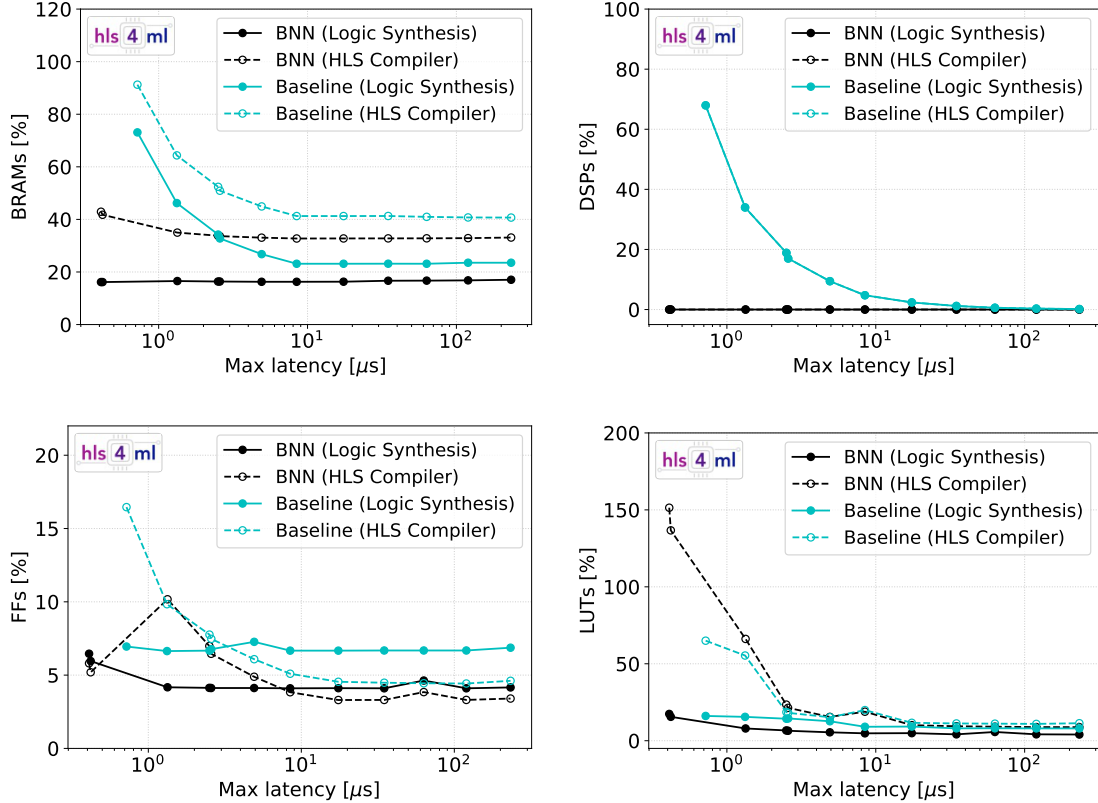 hls 4 ml
BNN (Logic Synthesis)
BNN (HLS Compiler)
Baseline (Logic Synthesis)
Baseline (HLS Compiler)
BRAMs [%]
120
100
80
60
40
20
0
10⁰ 10¹ 10²
Max latency [μs]
hls 4 ml
BNN (Logic Synthesis)
BNN (HLS Compiler)
Baseline (Logic Synthesis)
Baseline (HLS Compiler)
DSPs [%]
100
80
60
40
20
0
10⁰ 10¹ 10²
Max latency [μs]
hls 4 ml
BNN (Logic Synthesis)
BNN (HLS Compiler)
Baseline (Logic Synthesis)
Baseline (HLS Compiler)
FFs [%]
20
15
10
5
0
10⁰ 10¹ 10²
Max latency [μs]
hls 4 ml
BNN (Logic Synthesis)
BNN (HLS Compiler)
Baseline (Logic Synthesis)
Baseline (HLS Compiler)
LUTs [%]
200
150
100
50
0
10⁰ 10¹ 10²
Max latency [μs]